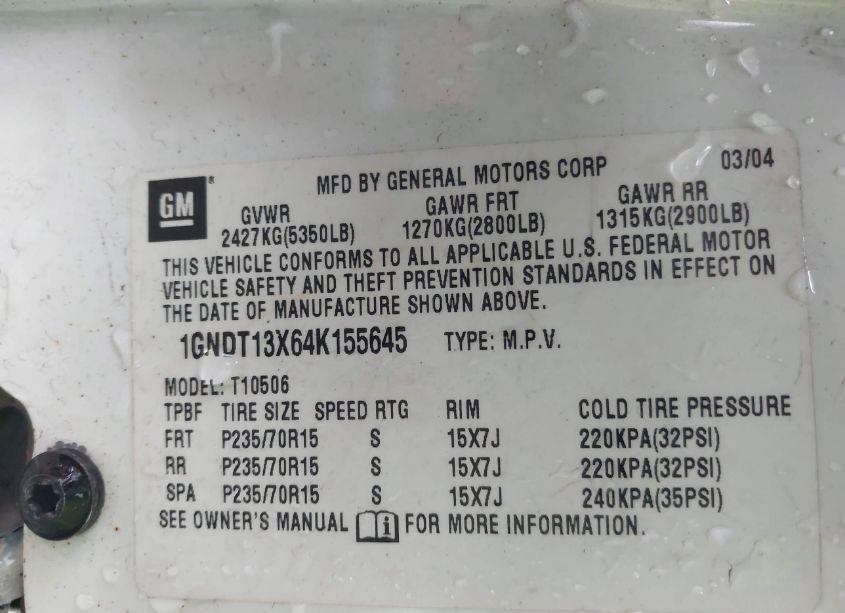 GM®
MFD BY GENERAL MOTORS CORP 03/04
GVWR GAWR FRT GAWR RR
2427KG(5350LB) 1270KG(2800LB) 1315KG(2900LB)
THIS VEHICLE CONFORMS TO ALL APPLICABLE U.S. FEDERAL MOTOR
VEHICLE SAFETY AND THEFT PREVENTION STANDARDS IN EFFECT ON
THE DATE OF MANUFACTURE SHOWN ABOVE.
1GNDT13X64K155645 TYPE: M.P.V.
MODEL: T10506
TPBF TIRE SIZE SPEED RTG RIM COLD TIRE PRESSURE
FRT P235/70R15 S 15X7J 220KPA(32PSI)
RR P235/70R15 S 15X7J 220KPA(32PSI)
SPA P235/70R15 S 15X7J 240KPA(35PSI)
SEE OWNER'S MANUAL i FOR MORE INFORMATION.